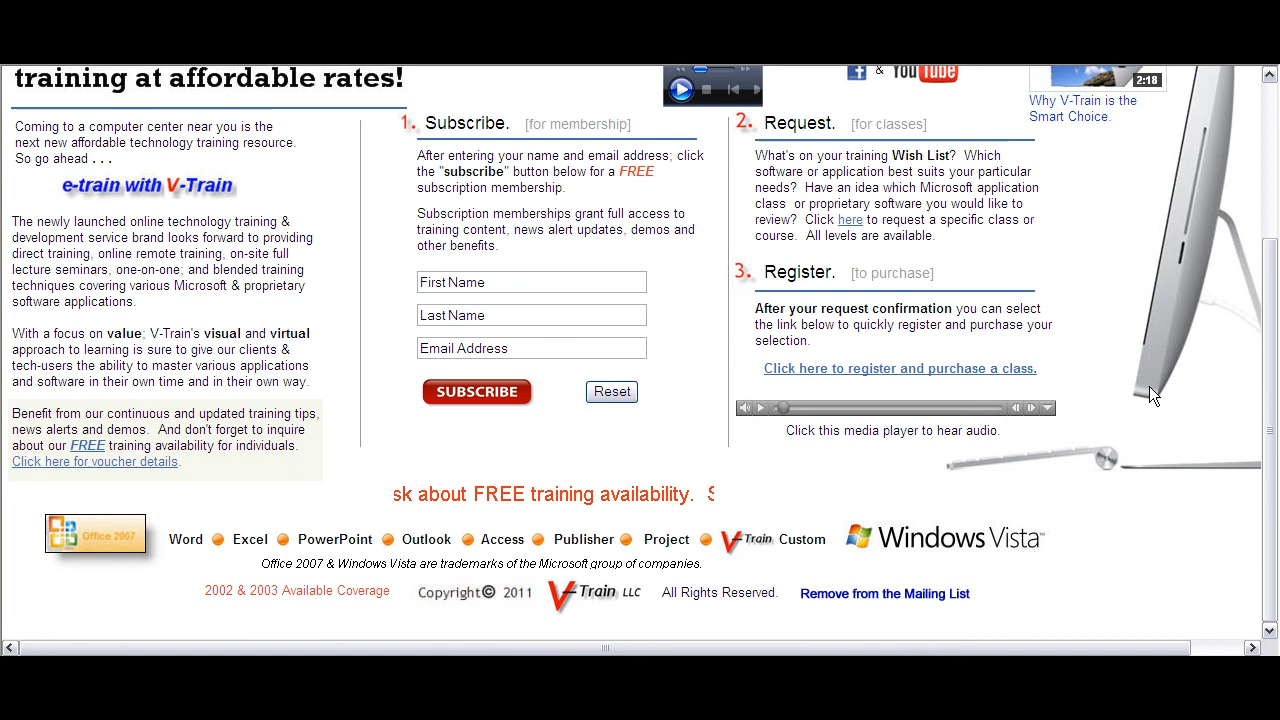 training at affordable rates!
& YouTube
2:18
Why V-Train is the
Smart Choice.
Coming to a computer center near you is the
next new affordable technology training resource.
So go ahead . . .
e-train with V-Train
The newly launched online technology training &
development service brand looks forward to providing
direct training, online remote training, on-site full
lecture seminars, one-on-one; and blended training
techniques covering various Microsoft & proprietary
software applications.
With a focus on value; V-Train's visual and virtual
approach to learning is sure to give our clients &
tech-users the ability to master various applications
and software in their own time and in their own way.
Benefit from our continuous and updated training tips,
news alerts and demos.  And don't forget to inquire
about our FREE training availability for individuals.
Click here for voucher details.
1. Subscribe. [for membership]
After entering your name and email address; click
the "subscribe" button below for a FREE
subscription membership.
Subscription memberships grant full access to
training content, news alert updates, demos and
other benefits.
First Name
Last Name
Email Address
SUBSCRIBE Reset
2. Request. [for classes]
What's on your training Wish List?  Which
software or application best suits your particular
needs?  Have an idea which Microsoft application
class  or proprietary software you would like to
review?  Click here to request a specific class or
course.  All levels are available.
3. Register. [to purchase]
After your request confirmation you can select
the link below to quickly register and purchase your
selection.
Click here to register and purchase a class.
Click this media player to hear audio.
sk about FREE training availability.  S
Office 2007 Word Excel PowerPoint Outlook Access Publisher Project V-Train Custom Windows Vista™
Office 2007 & Windows Vista are trademarks of the Microsoft group of companies.
2002 & 2003 Available Coverage Copyright© 2011 V-Train LLC All Rights Reserved. Remove from the Mailing List